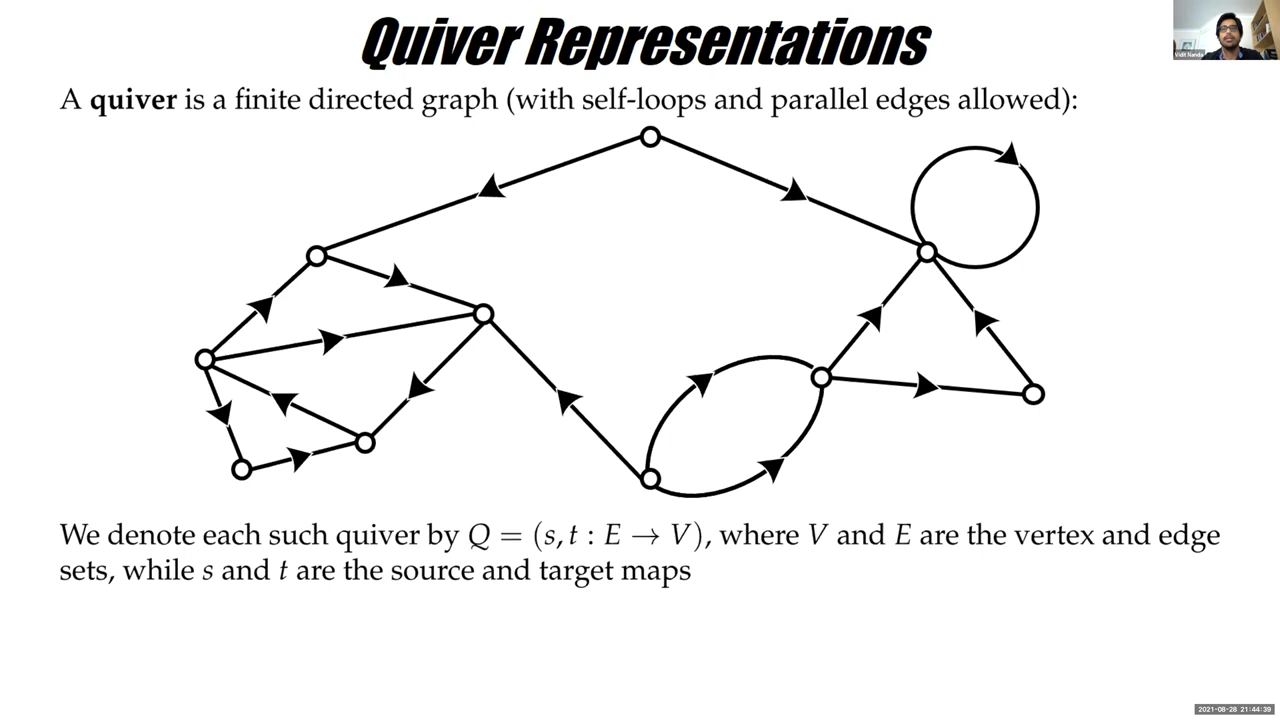 Quiver Representations
Vidit Nanda
A quiver is a finite directed graph (with self-loops and parallel edges allowed):
We denote each such quiver by Q = (s, t : E → V), where V and E are the vertex and edge
sets, while s and t are the source and target maps
2021-08-28 21:44:39